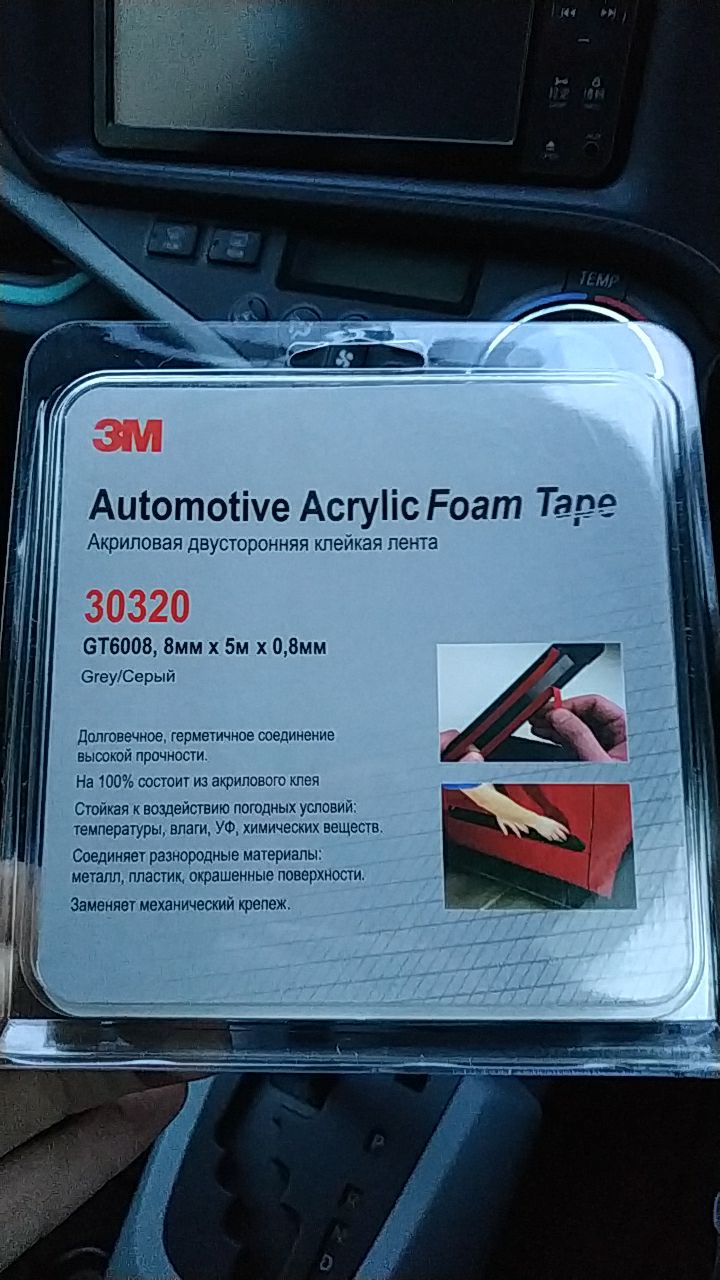 TEMP
3M
Automotive Acrylic Foam Tape
Акриловая двусторонняя клейкая лента
30320
GT6008, 8мм x 5м x 0,8мм
Grey/Серый
Долговечное, герметичное соединение
высокой прочности.
На 100% состоит из акрилового клея
Стойкая к воздействию погодных условий:
температуры, влаги, УФ, химических веществ.
Соединяет разнородные материалы:
металл, пластик, окрашенные поверхности.
Заменяет механический крепеж.
P
R
N
D